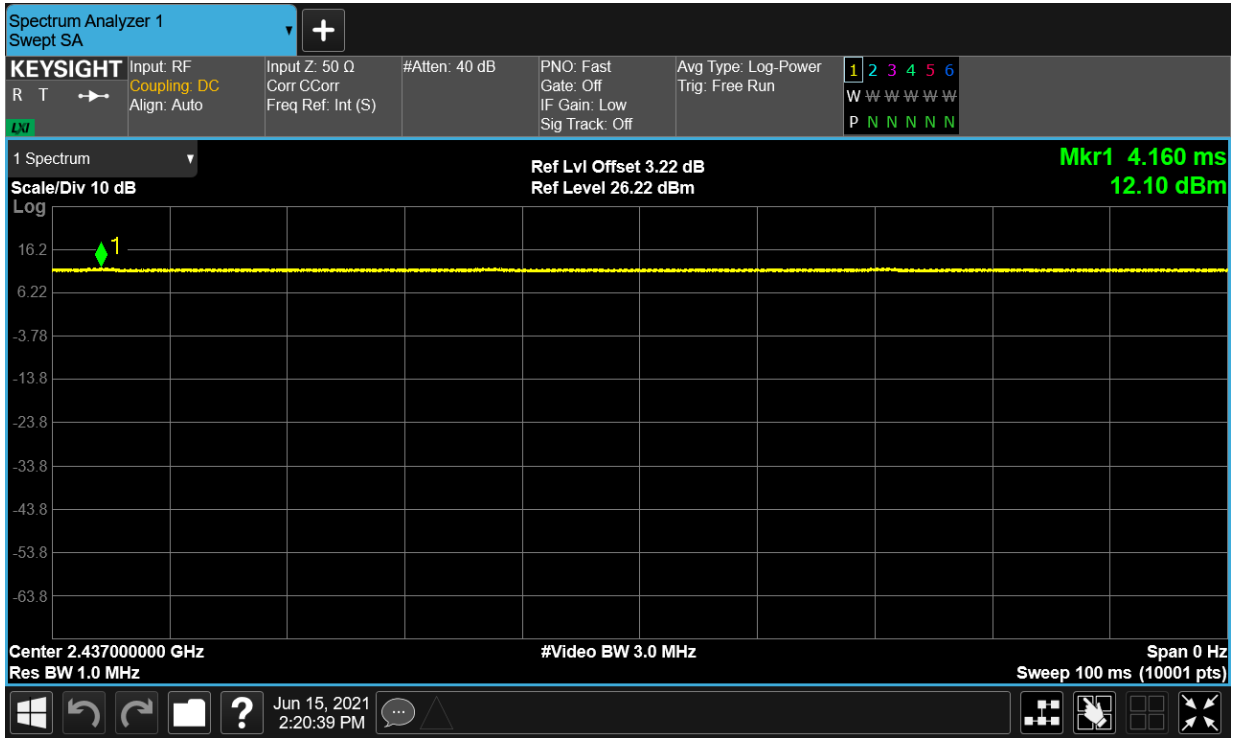 Spectrum Analyzer 1
Swept SA
KEYSIGHT
R T
LXI
Input: RF
Coupling: DC
Align: Auto
Input Z: 50 Ω
Corr CCorr
Freq Ref: Int (S)
#Atten: 40 dB
PNO: Fast
Gate: Off
IF Gain: Low
Sig Track: Off
Avg Type: Log-Power
Trig: Free Run
1 2 3 4 5 6
W W W W W W
P N N N N N
1 Spectrum
Scale/Div 10 dB
Log
Ref Lvl Offset 3.22 dB
Ref Level 26.22 dBm
Mkr1 4.160 ms
12.10 dBm
1
16.2
6.22
-3.78
-13.8
-23.8
-33.8
-43.8
-53.8
-63.8
Center 2.437000000 GHz
Res BW 1.0 MHz
#Video BW 3.0 MHz
Span 0 Hz
Sweep 100 ms (10001 pts)
?
Jun 15, 2021
2:20:39 PM